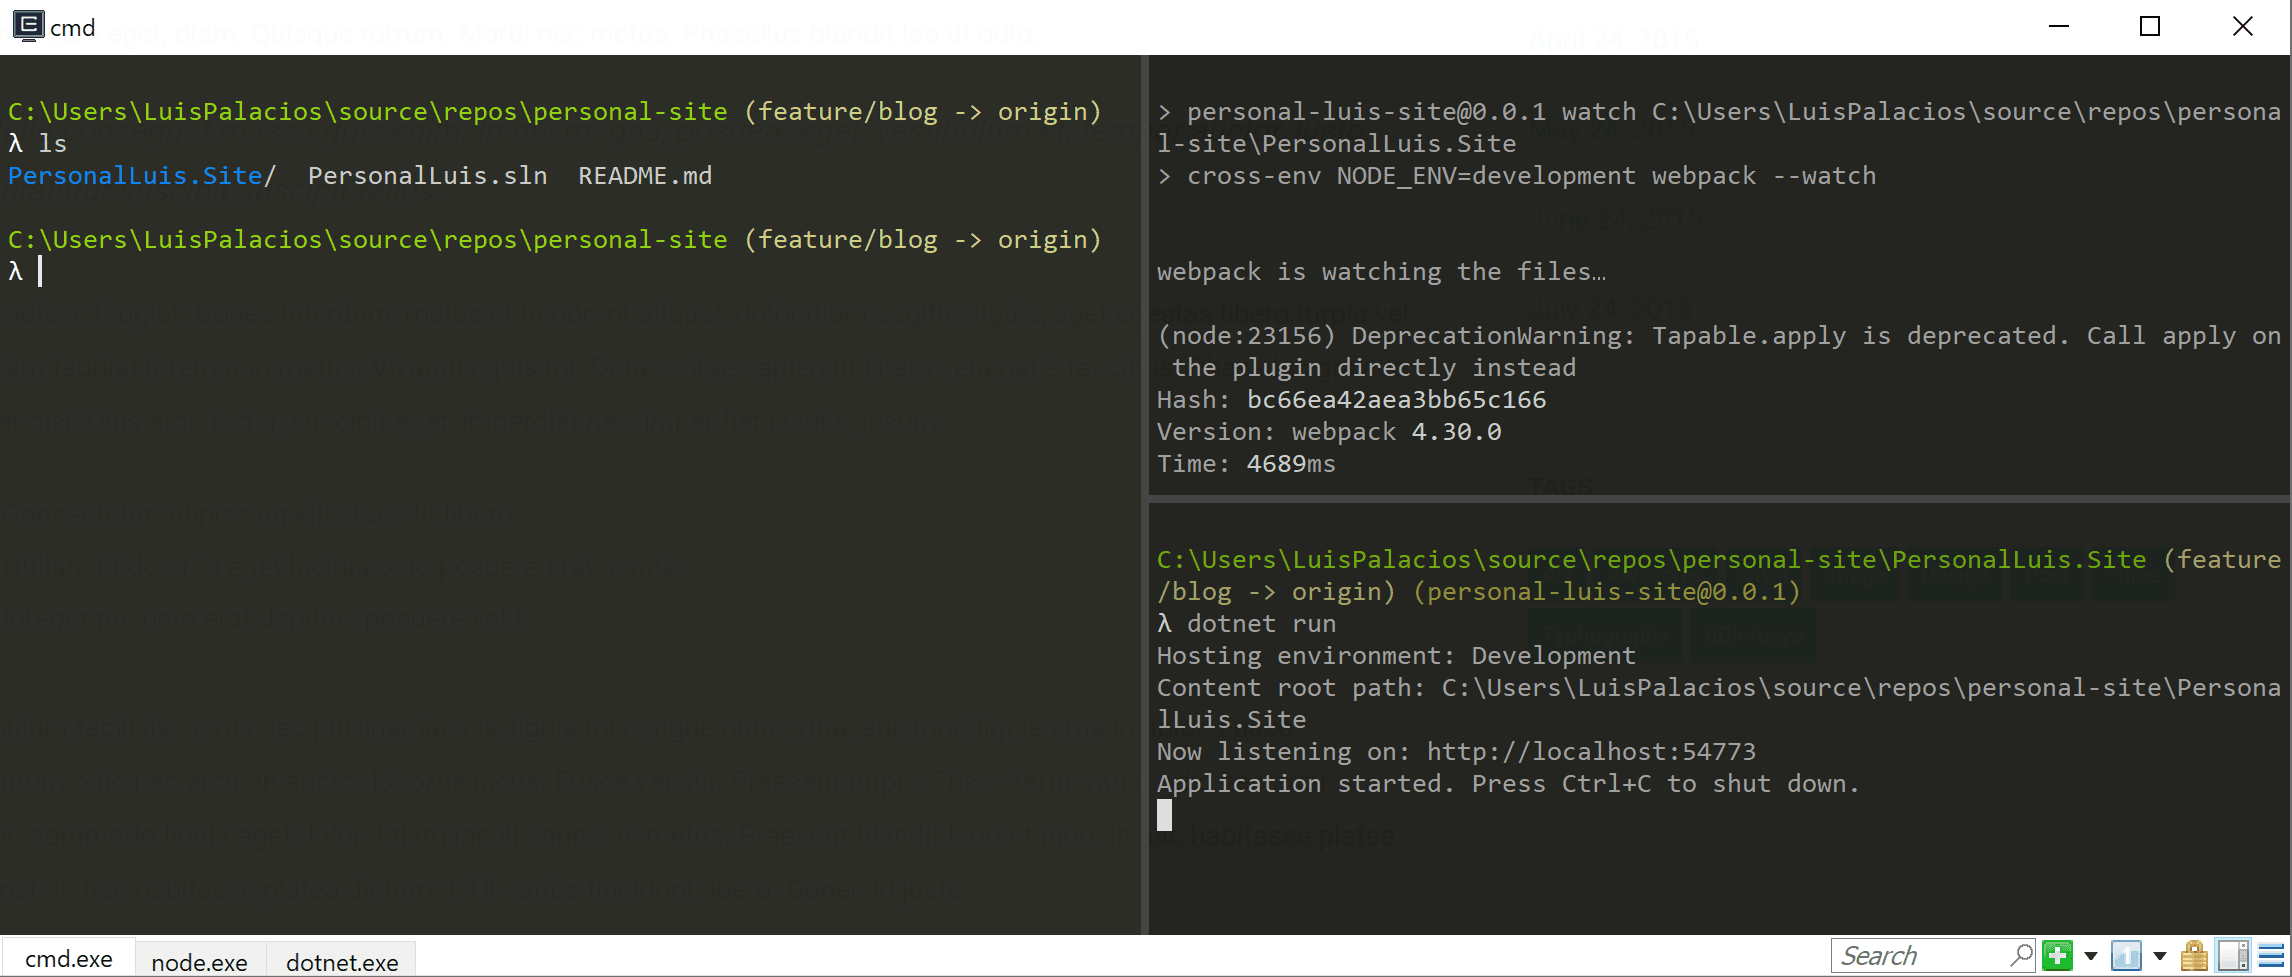 cmd
C:\Users\LuisPalacios\source\repos\personal-site (feature/blog -> origin)
λ ls
PersonalLuis.Site/  PersonalLuis.sln  README.md
C:\Users\LuisPalacios\source\repos\personal-site (feature/blog -> origin)
λ
> personal-luis-site@0.0.1 watch C:\Users\LuisPalacios\source\repos\persona
l-site\PersonalLuis.Site
> cross-env NODE_ENV=development webpack --watch
webpack is watching the files…
(node:23156) DeprecationWarning: Tapable.apply is deprecated. Call apply on
the plugin directly instead
Hash: bc66ea42aea3bb65c166
Version: webpack 4.30.0
Time: 4689ms
C:\Users\LuisPalacios\source\repos\personal-site\PersonalLuis.Site (feature
/blog -> origin) (personal-luis-site@0.0.1)
λ dotnet run
Hosting environment: Development
Content root path: C:\Users\LuisPalacios\source\repos\personal-site\Persona
lLuis.Site
Now listening on: http://localhost:54773
Application started. Press Ctrl+C to shut down.
cmd.exe
node.exe
dotnet.exe
Search